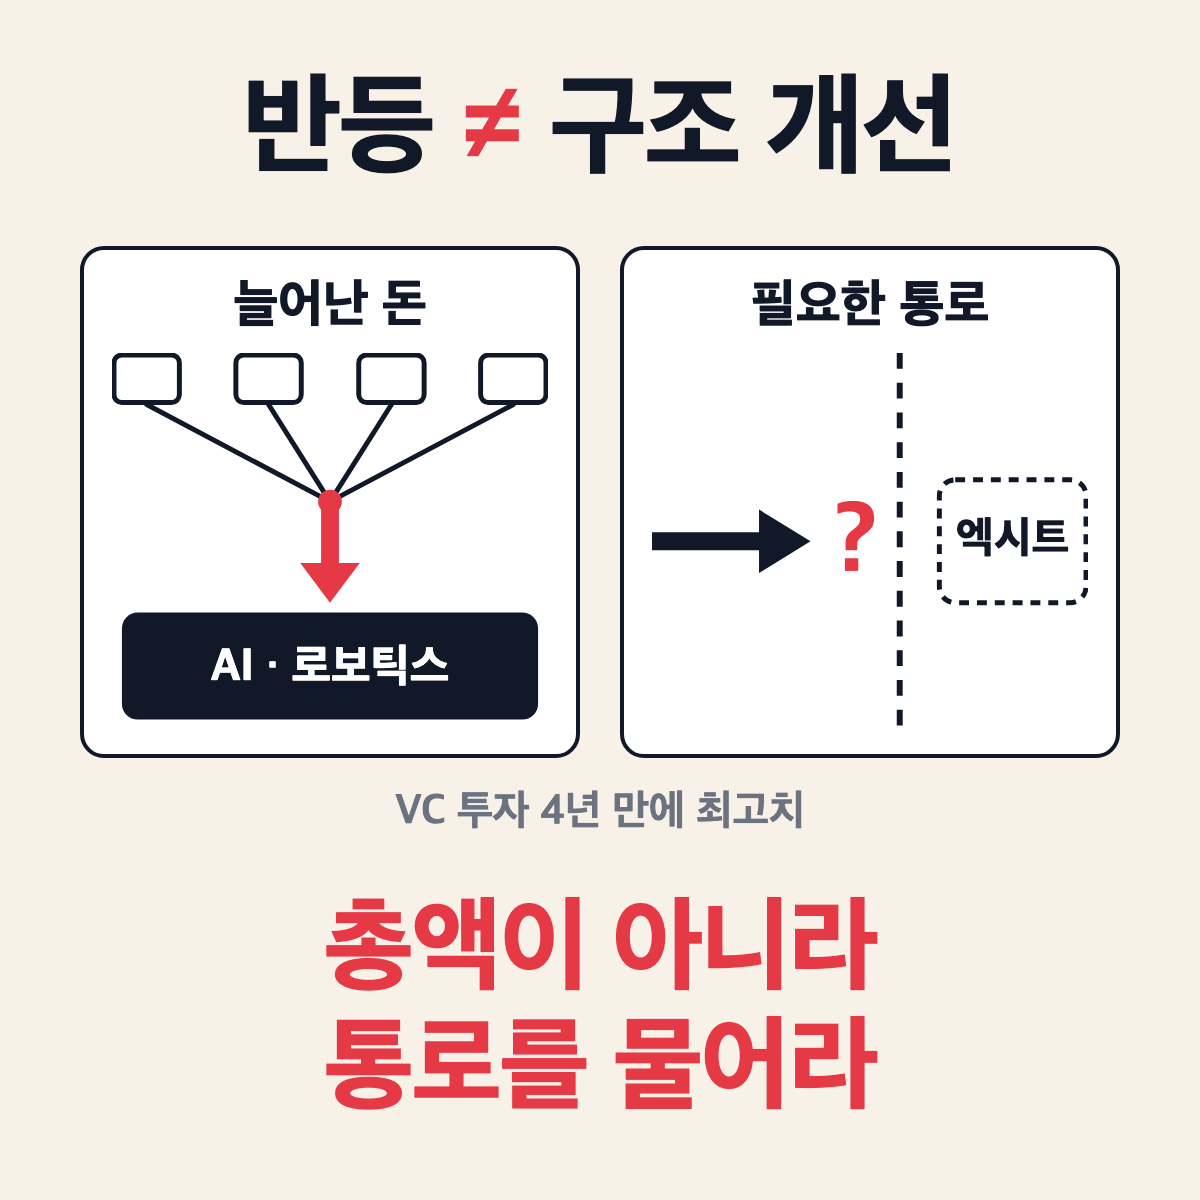 반등 ≠ 구조 개선
늘어난 돈
AI · 로보틱스
필요한 통로
?
엑시트
VC 투자 4년 만에 최고치
총액이 아니라
통로를 물어라